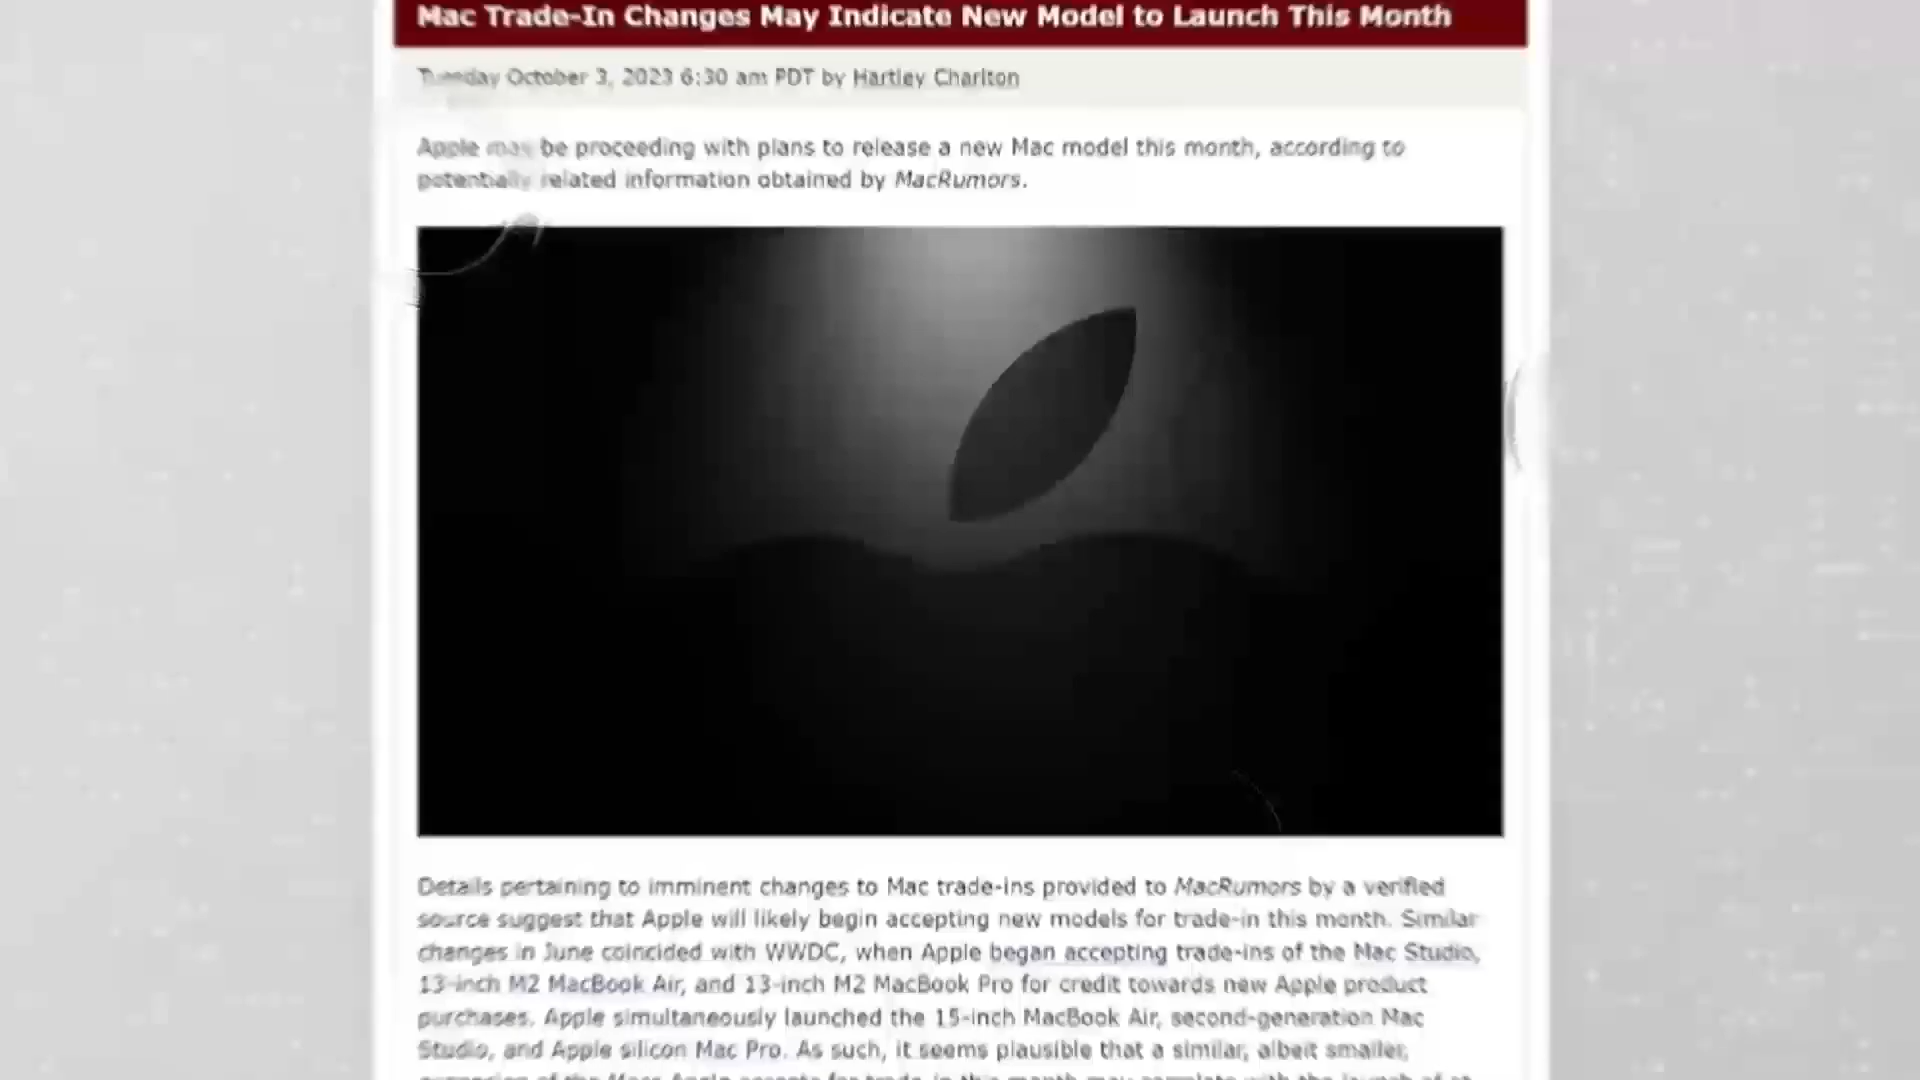 Mac Trade-In Changes May Indicate New Model to Launch This Month
Tuesday October 3, 2023 6:30 am PDT by Hartley Charlton
Apple may be proceeding with plans to release a new Mac model this month, according to
potentially related information obtained by MacRumors.
Details pertaining to imminent changes to Mac trade-ins provided to MacRumors by a verified
source suggest that Apple will likely begin accepting new models for trade-in this month. Similar
changes in June coincided with WWDC, when Apple began accepting trade-ins of the Mac Studio,
13-inch M2 MacBook Air, and 13-inch M2 MacBook Pro for credit towards new Apple product
purchases. Apple simultaneously launched the 15-inch MacBook Air, second-generation Mac
Studio, and Apple silicon Mac Pro. As such, it seems plausible that a similar, albeit smaller,